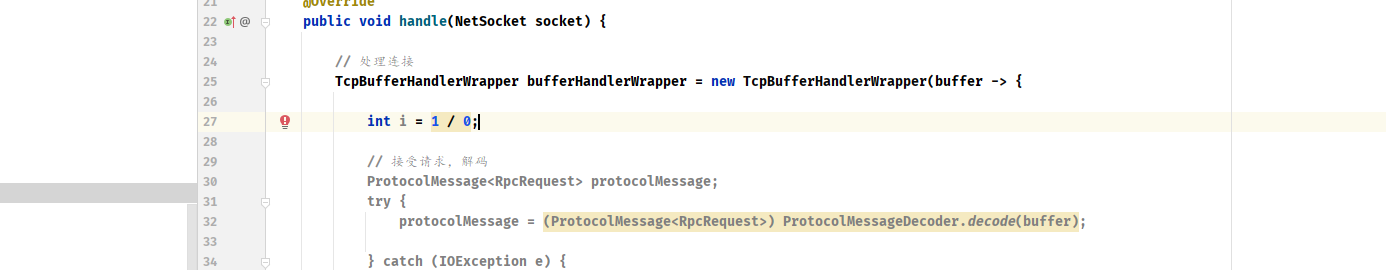 21 @Override
22 @ public void handle(NetSocket socket) {
23
24 // 处理连接
25 TcpBufferHandlerWrapper bufferHandlerWrapper = new TcpBufferHandlerWrapper(buffer -> {
26
27 int i = 1 / 0;
28
29 // 接受请求，解码
30 ProtocolMessage<RpcRequest> protocolMessage;
31 try {
32 protocolMessage = (ProtocolMessage<RpcRequest>) ProtocolMessageDecoder.decode(buffer);
33
34 } catch (IOException e) {